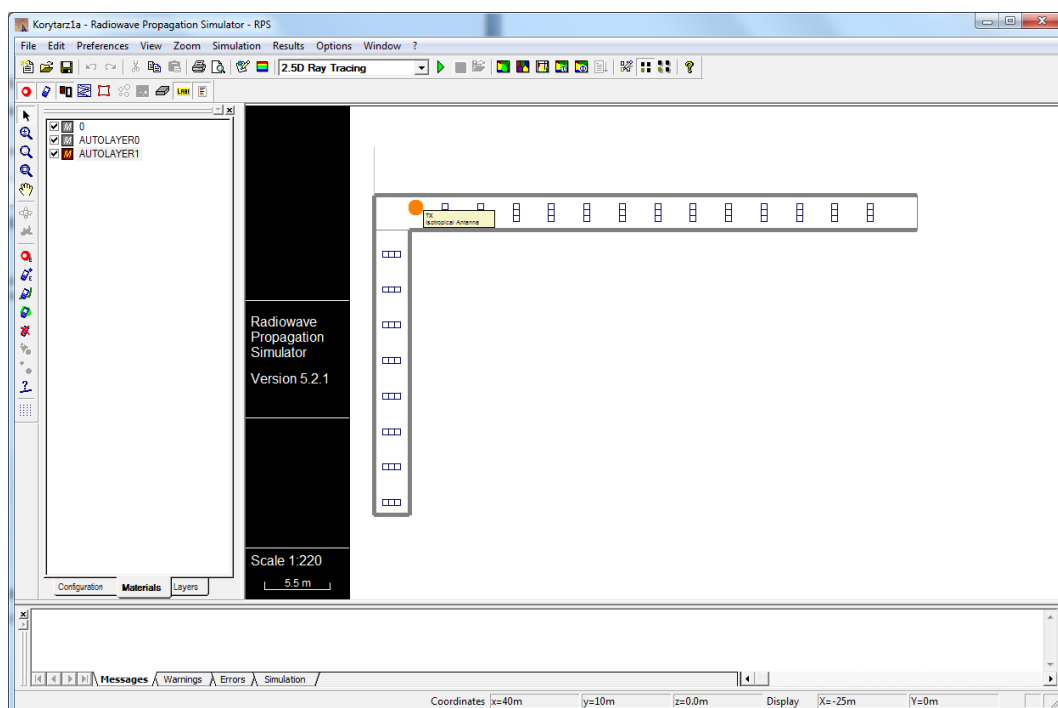 Korytarz1a - Radiowave Propagation Simulator - RPS
File Edit Preferences View Zoom Simulation Results Options Window ?
2.5D Ray Tracing
LABEL
0
AUTOLAYER0
AUTOLAYER1
TX
Isotropical Antenna
Radiowave
Propagation
Simulator
Version 5.2.1
Scale 1:220
5.5 m
Configuration Materials Layers
Messages Warnings Errors Simulation
Coordinates x=40m y=10m z=0.0m Display X=-25m Y=0m